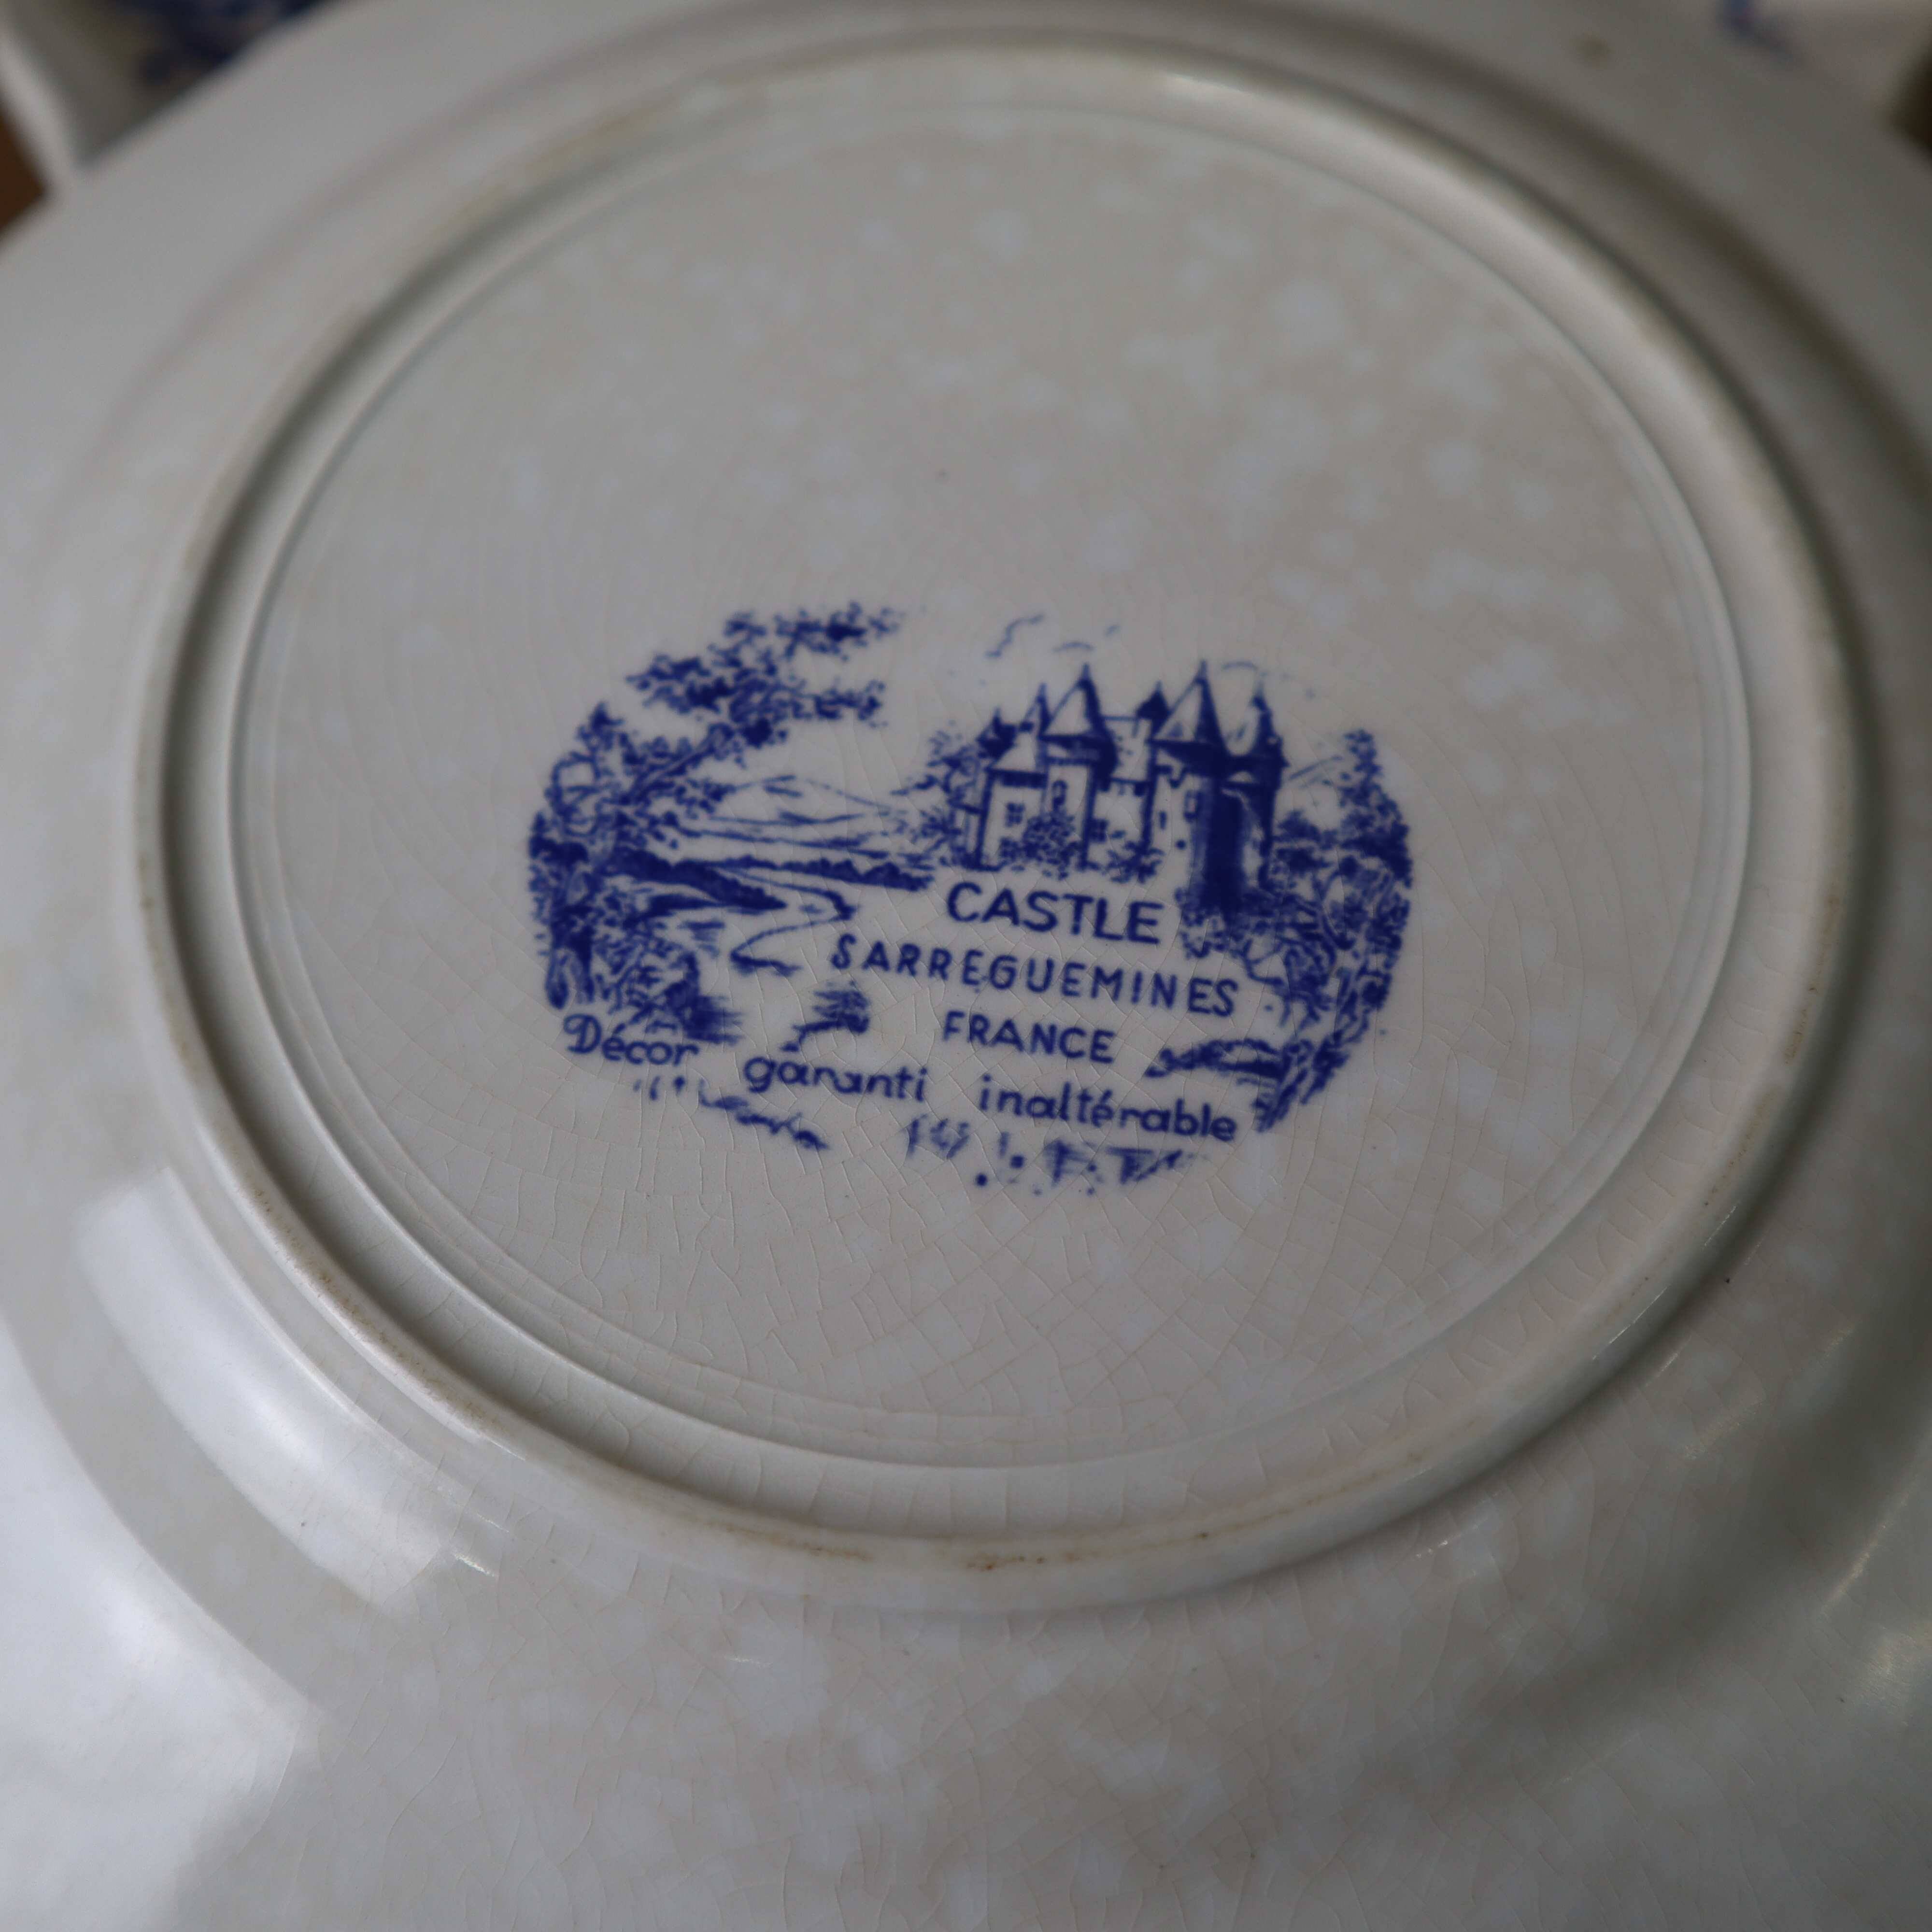 CASTLE
SARREGUEMINES
FRANCE
Décor garanti inaltérable